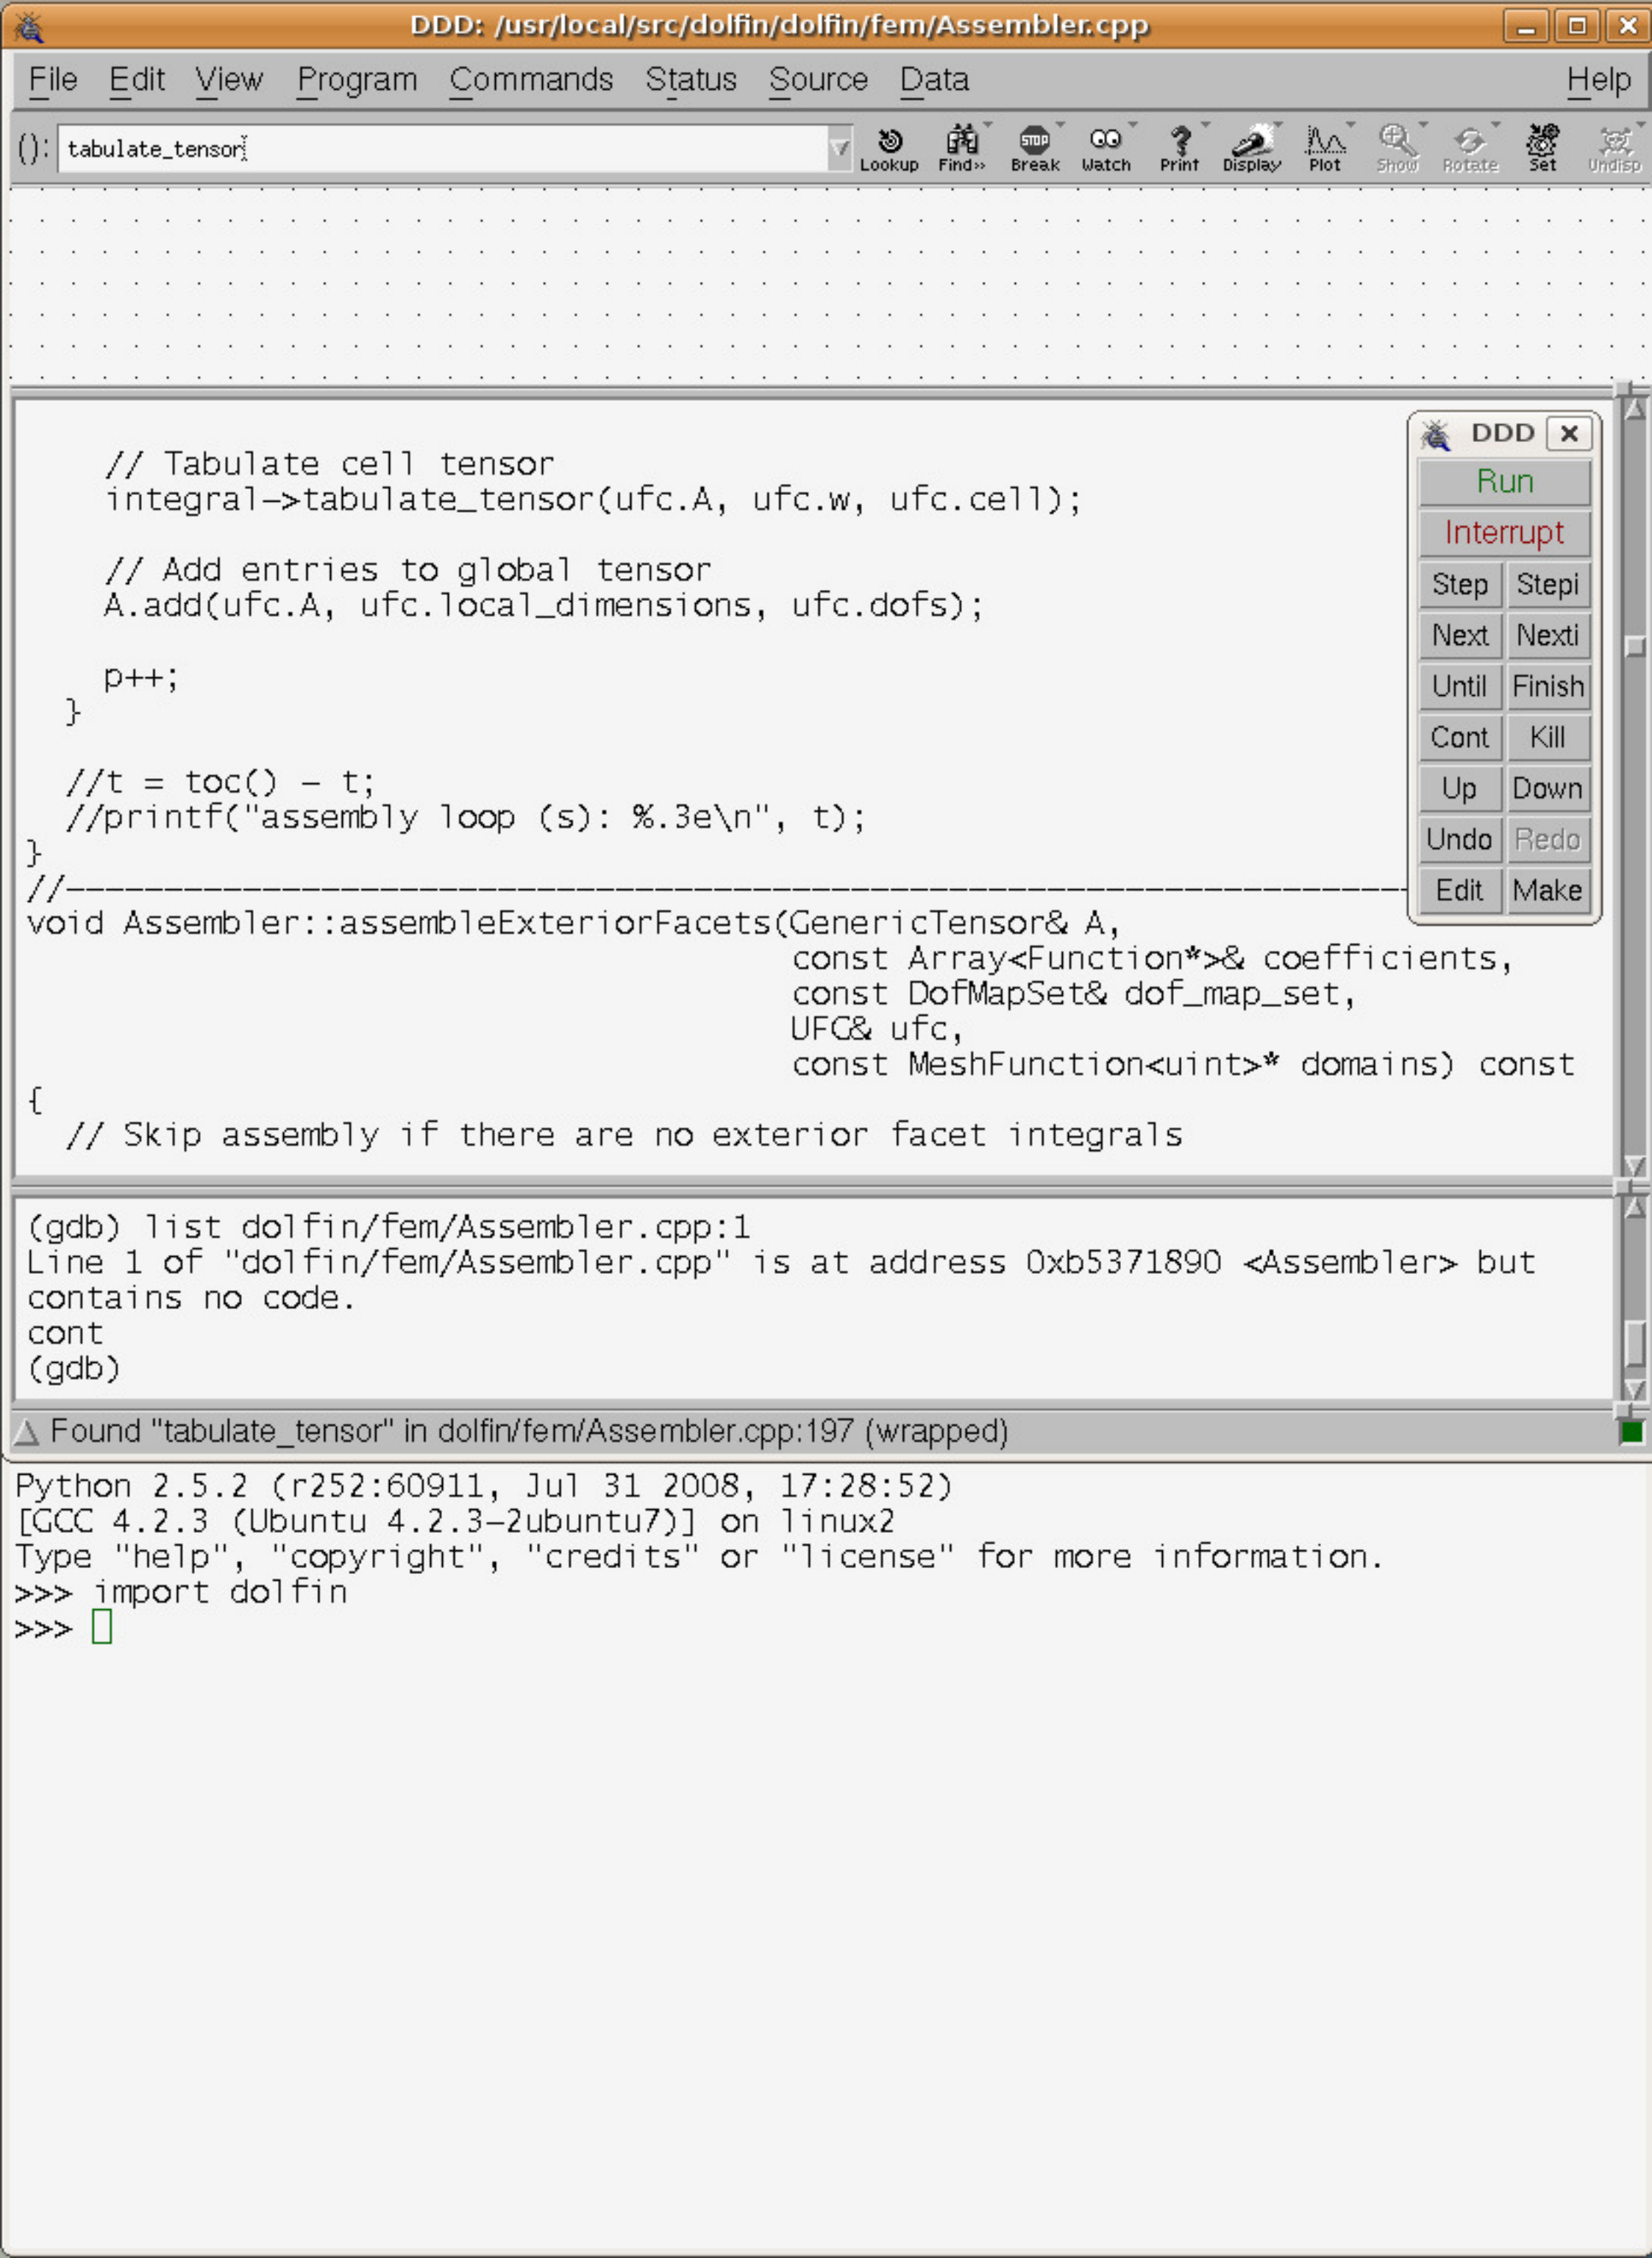 DDD: /usr/local/src/dolfin/dolfin/fem/Assembler.cpp
File Edit View Program Commands Status Source Data Help
(): tabulate_tensor
Lookup Find>> Break Watch Print Display Plot Show Rotate Set Undisp
STOP
// Tabulate cell tensor
integral->tabulate_tensor(ufc.A, ufc.w, ufc.cell);
// Add entries to global tensor
A.add(ufc.A, ufc.local_dimensions, ufc.dofs);
p++;
}
//t = toc() - t;
//printf("assembly loop (s): %.3e\n", t);
}
//---------------------------------------------------------------------
void Assembler::assembleExteriorFacets(GenericTensor& A,
const Array<Function*>& coefficients,
const DofMapSet& dof_map_set,
UFC& ufc,
const MeshFunction<uint>* domains) const
{
// Skip assembly if there are no exterior facet integrals
DDD
Run
Interrupt
Step Stepi
Next Nexti
Until Finish
Cont Kill
Up Down
Undo Redo
Edit Make
(gdb) list dolfin/fem/Assembler.cpp:1
Line 1 of "dolfin/fem/Assembler.cpp" is at address 0xb5371890 <Assembler> but
contains no code.
cont
(gdb)
Found "tabulate_tensor" in dolfin/fem/Assembler.cpp:197 (wrapped)
Python 2.5.2 (r252:60911, Jul 31 2008, 17:28:52)
[GCC 4.2.3 (Ubuntu 4.2.3-2ubuntu7)] on linux2
Type "help", "copyright", "credits" or "license" for more information.
>>> import dolfin
>>>